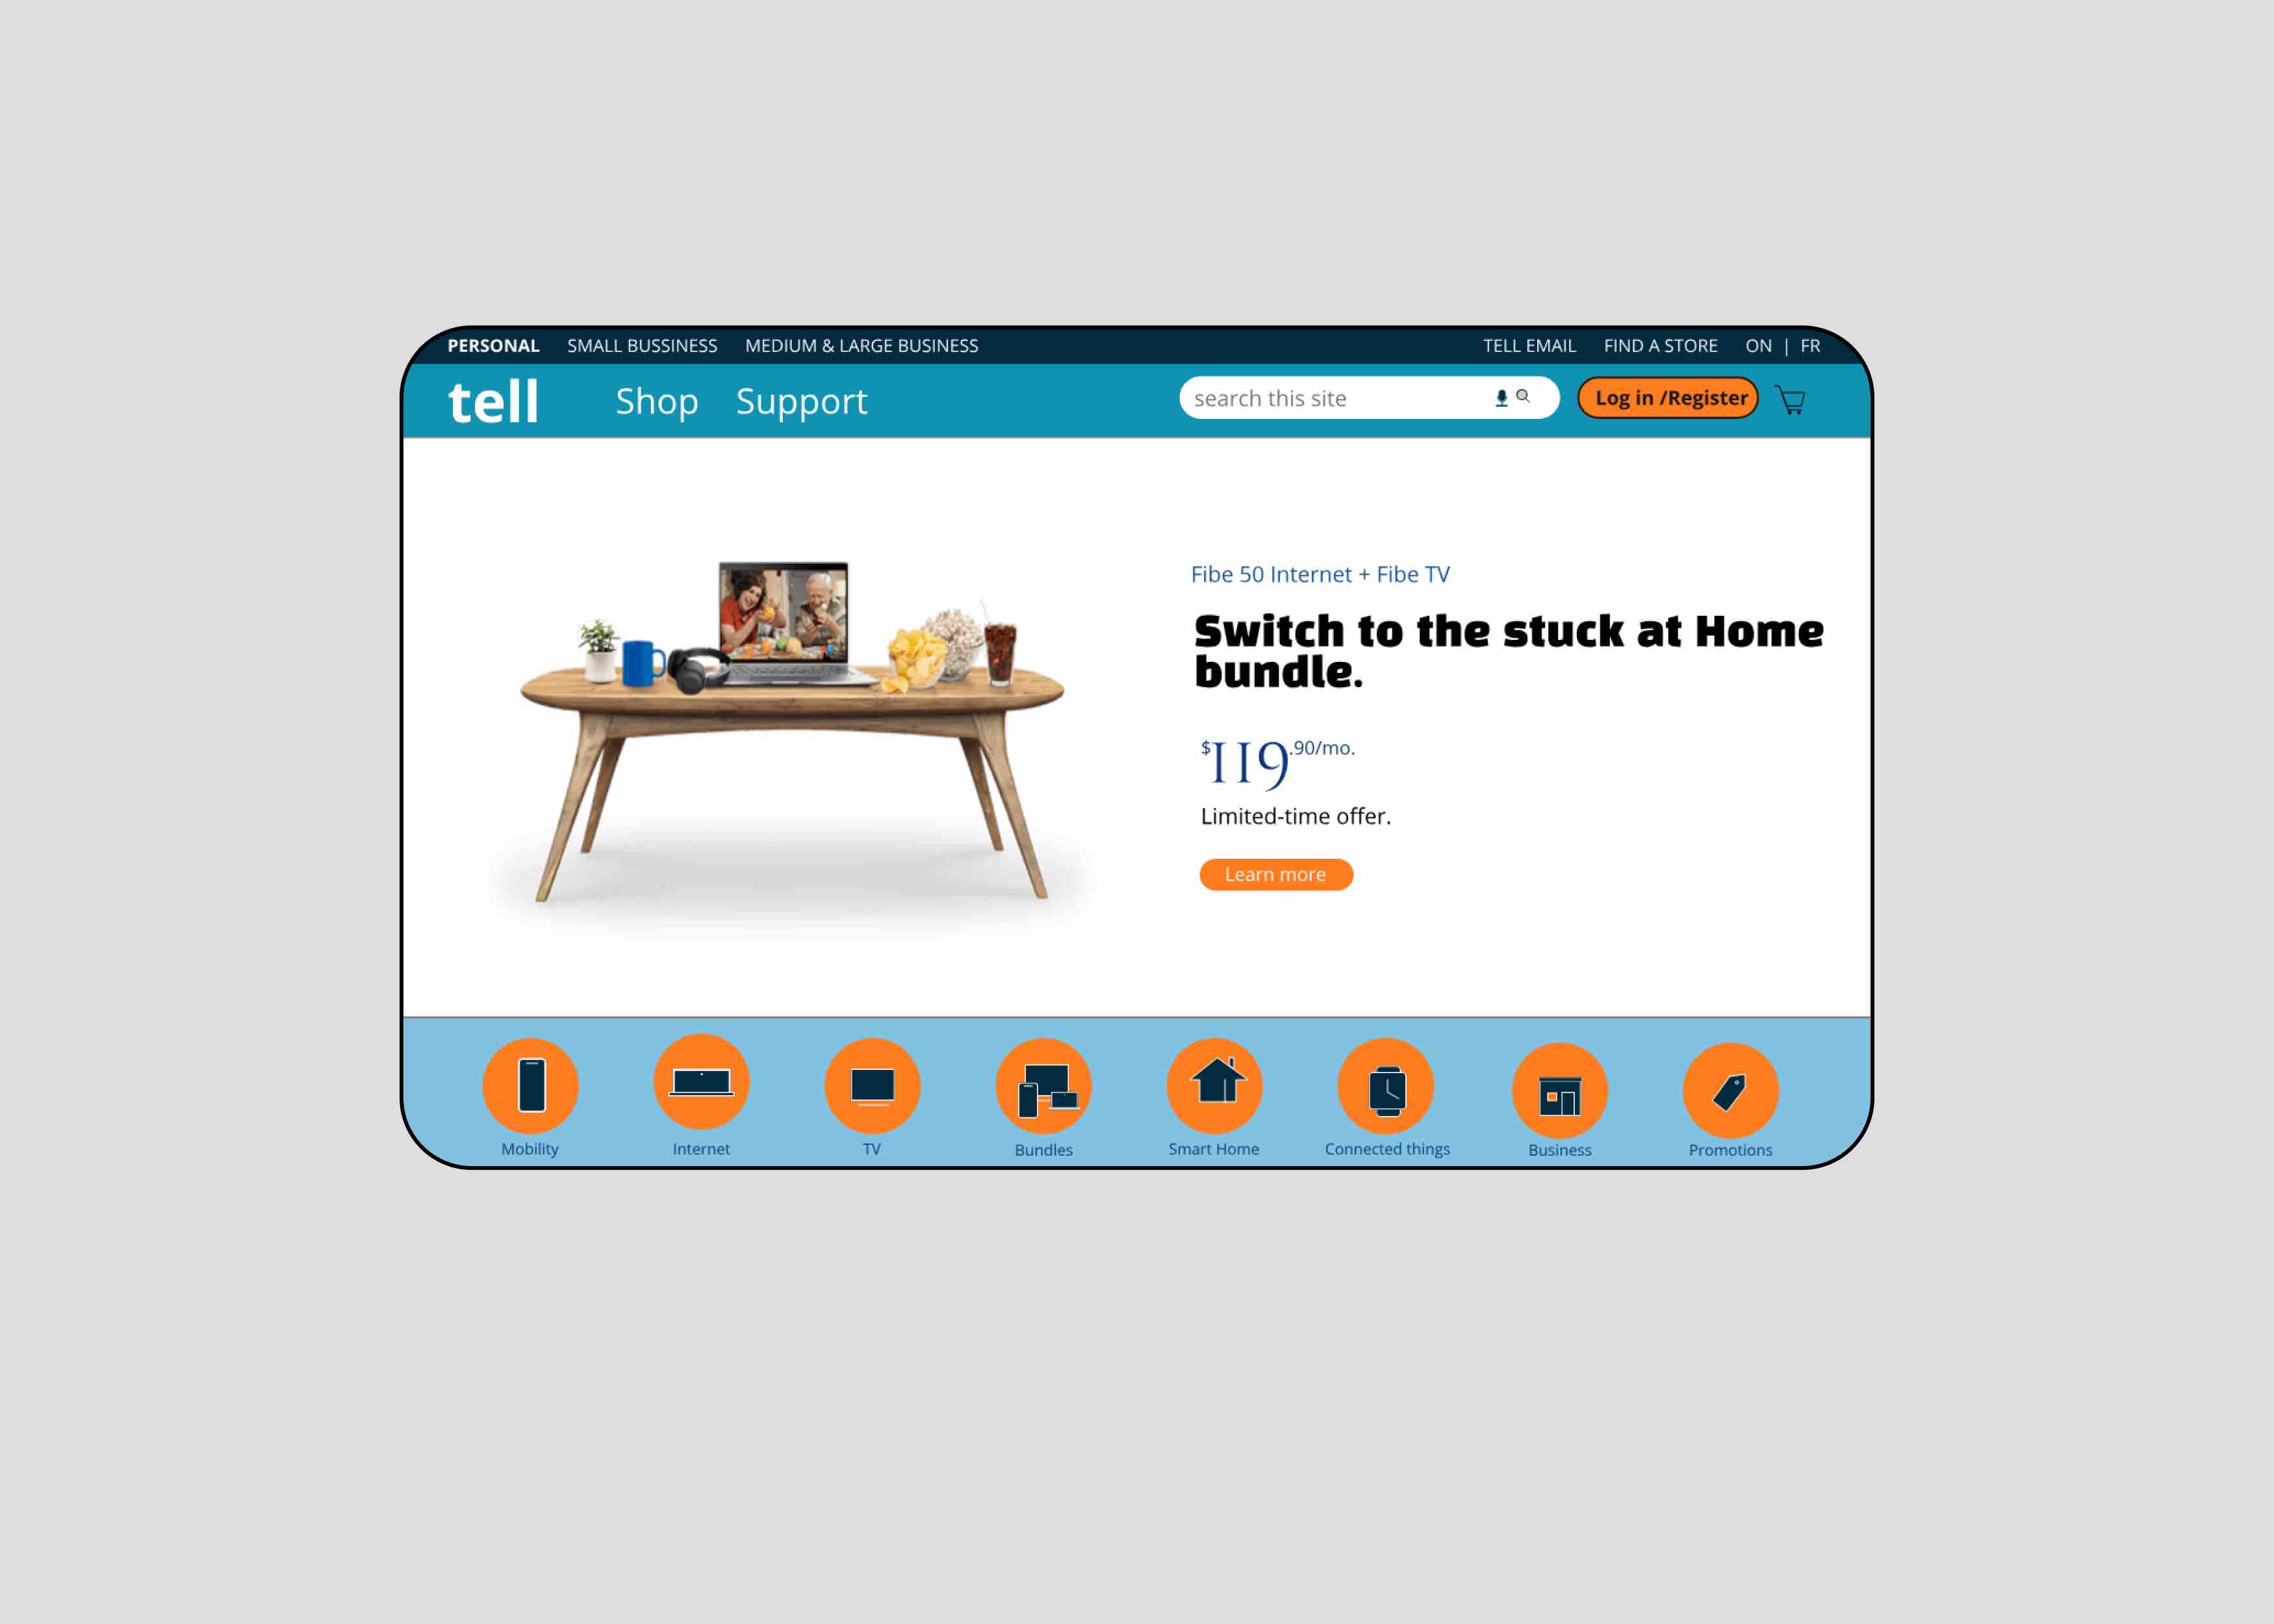 PERSONAL SMALL BUSSINESS MEDIUM & LARGE BUSINESS TELL EMAIL FIND A STORE ON | FR
tell Shop Support search this site Log in /Register
Fibe 50 Internet + Fibe TV
Switch to the stuck at Home
bundle.
$119.90/mo.
Limited-time offer.
Learn more
Mobility Internet TV Bundles Smart Home Connected things Business Promotions